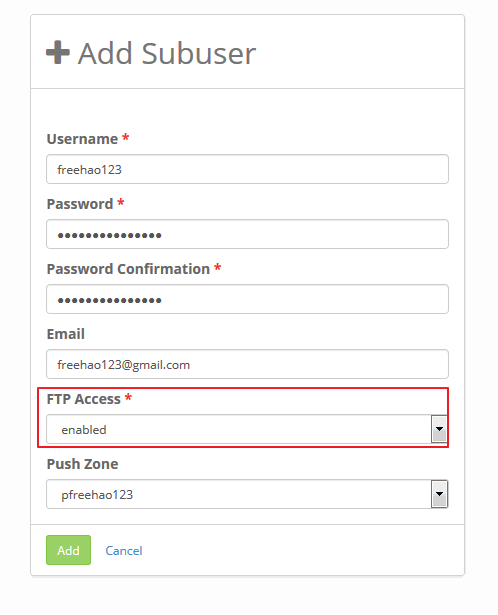 Add Subuser
Username *
freehao123
Password *
●●●●●●●●●●●●●●●
Password Confirmation *
●●●●●●●●●●●●●●●
Email
freehao123@gmail.com
FTP Access *
enabled
Push Zone
pfreehao123
Add Cancel